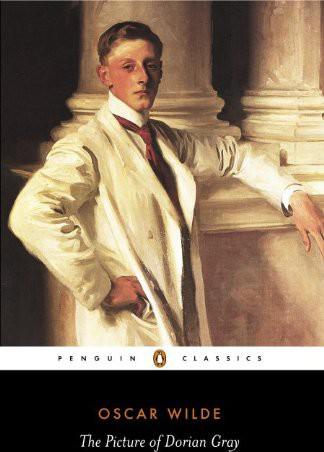 PENGUIN CLASSICS
OSCAR WILDE
The Picture of Dorian Gray